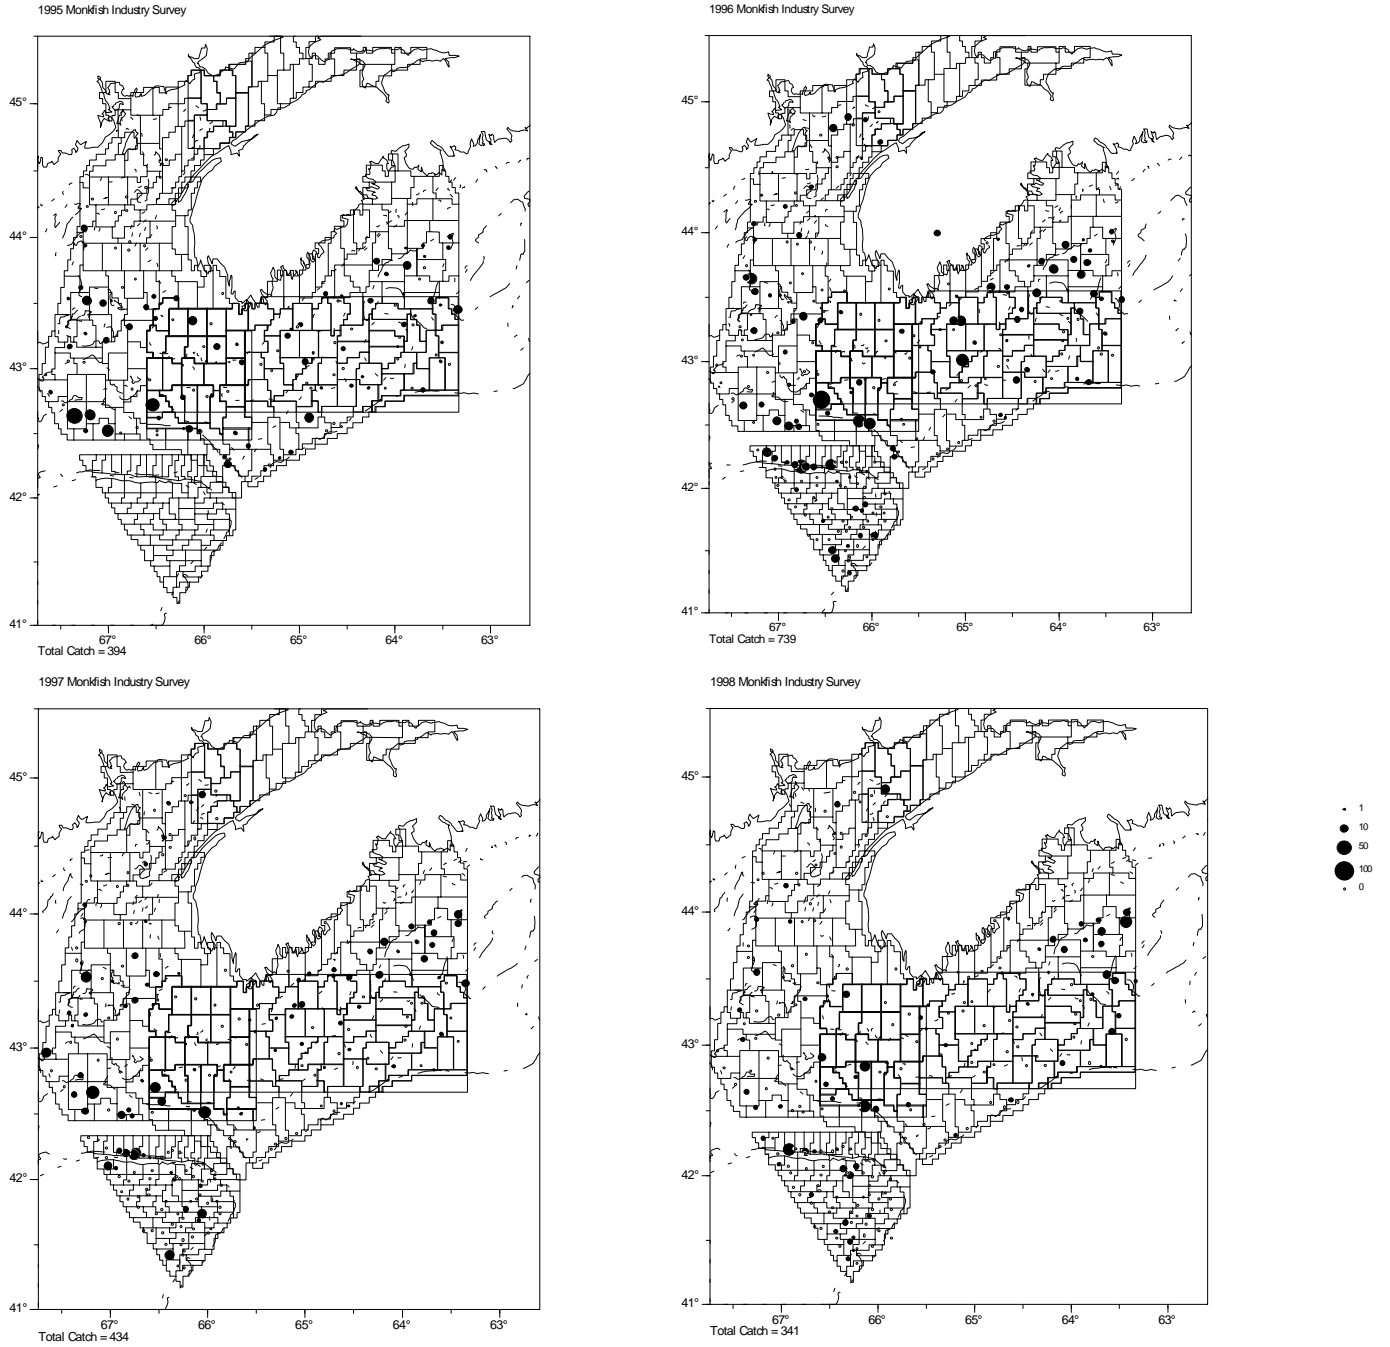 1995 Monkfish Industry Survey
45°
44°
43°
42°
41°
67° 66° 65° 64° 63°
Total Catch = 394
1996 Monkfish Industry Survey
45°
44°
43°
42°
41°
67° 66° 65° 64° 63°
Total Catch = 739
1997 Monkfish Industry Survey
45°
44°
43°
42°
41°
67° 66° 65° 64° 63°
Total Catch = 434
1998 Monkfish Industry Survey
45°
44°
43°
42°
41°
67° 66° 65° 64° 63°
Total Catch = 341
1
10
50
100
0